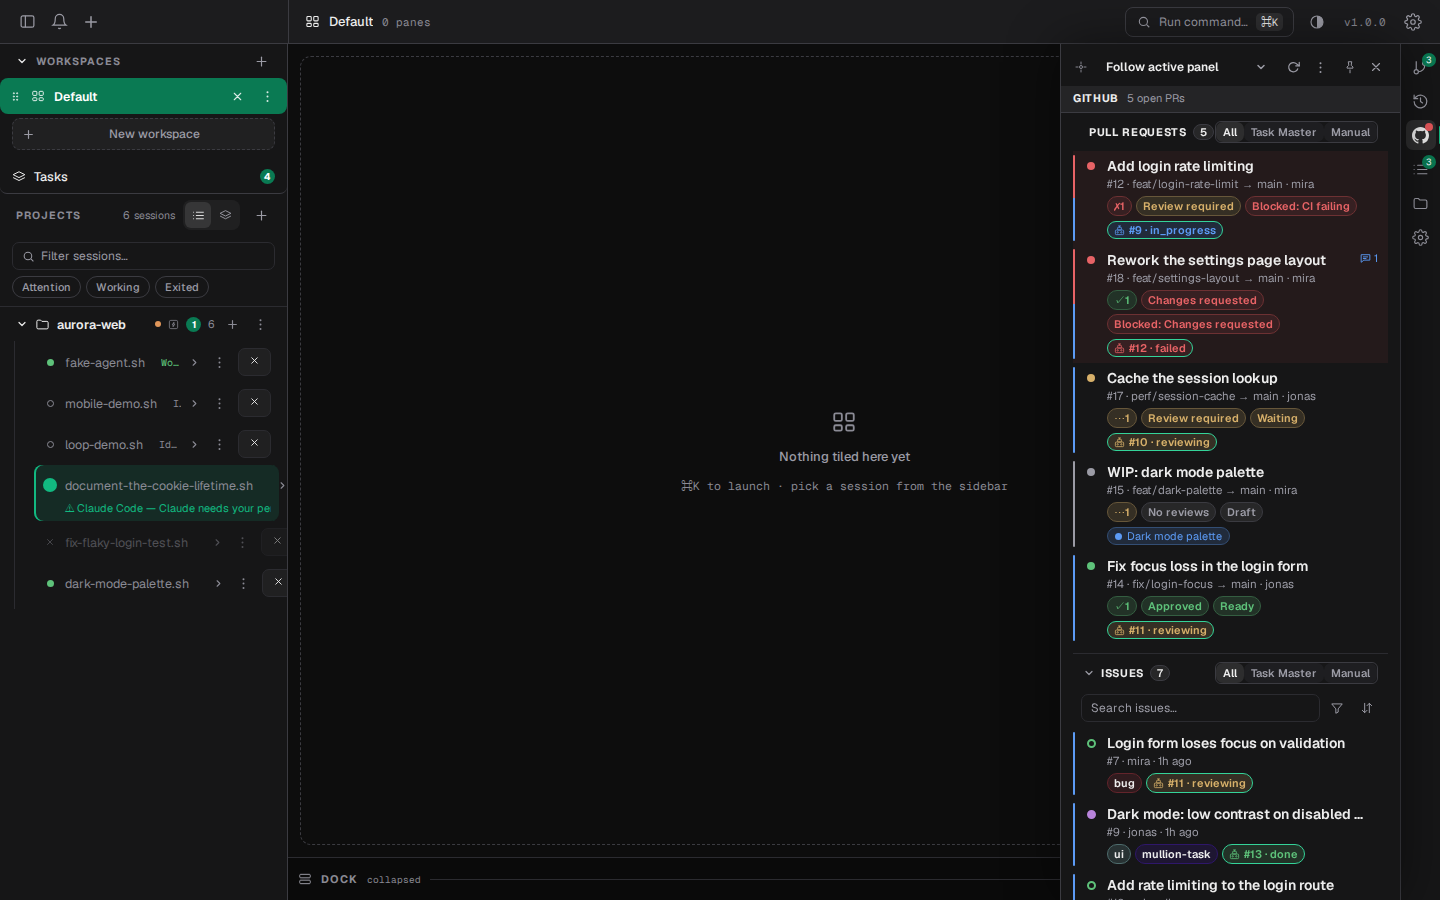 Default 0 panes
Run command... ⌘K
v1.0.0
WORKSPACES
Default
New workspace
Tasks 4
PROJECTS 6 sessions
Filter sessions...
Attention Working Exited
aurora-web 1 6
fake-agent.sh Wo...
mobile-demo.sh I.
loop-demo.sh Id...
document-the-cookie-lifetime.sh
⚠ Claude Code — Claude needs your pe
fix-flaky-login-test.sh
dark-mode-palette.sh
Nothing tiled here yet
⌘K to launch · pick a session from the sidebar
DOCK collapsed
Follow active panel
GITHUB 5 open PRs
PULL REQUESTS 5 All Task Master Manual
Add login rate limiting
#12 · feat/login-rate-limit → main · mira
✗1 Review required Blocked: CI failing
#9 · in_progress
Rework the settings page layout 1
#18 · feat/settings-layout → main · mira
✓1 Changes requested
Blocked: Changes requested
#12 · failed
Cache the session lookup
#17 · perf/session-cache → main · jonas
···1 Review required Waiting
#10 · reviewing
WIP: dark mode palette
#15 · feat/dark-palette → main · mira
···1 No reviews Draft
Dark mode palette
Fix focus loss in the login form
#14 · fix/login-focus → main · jonas
✓1 Approved Ready
#11 · reviewing
ISSUES 7 All Task Master Manual
Search issues...
Login form loses focus on validation
#7 · mira · 1h ago
bug #11 · reviewing
Dark mode: low contrast on disabled ...
#9 · jonas · 1h ago
ui mullion-task #13 · done
Add rate limiting to the login route
3
3